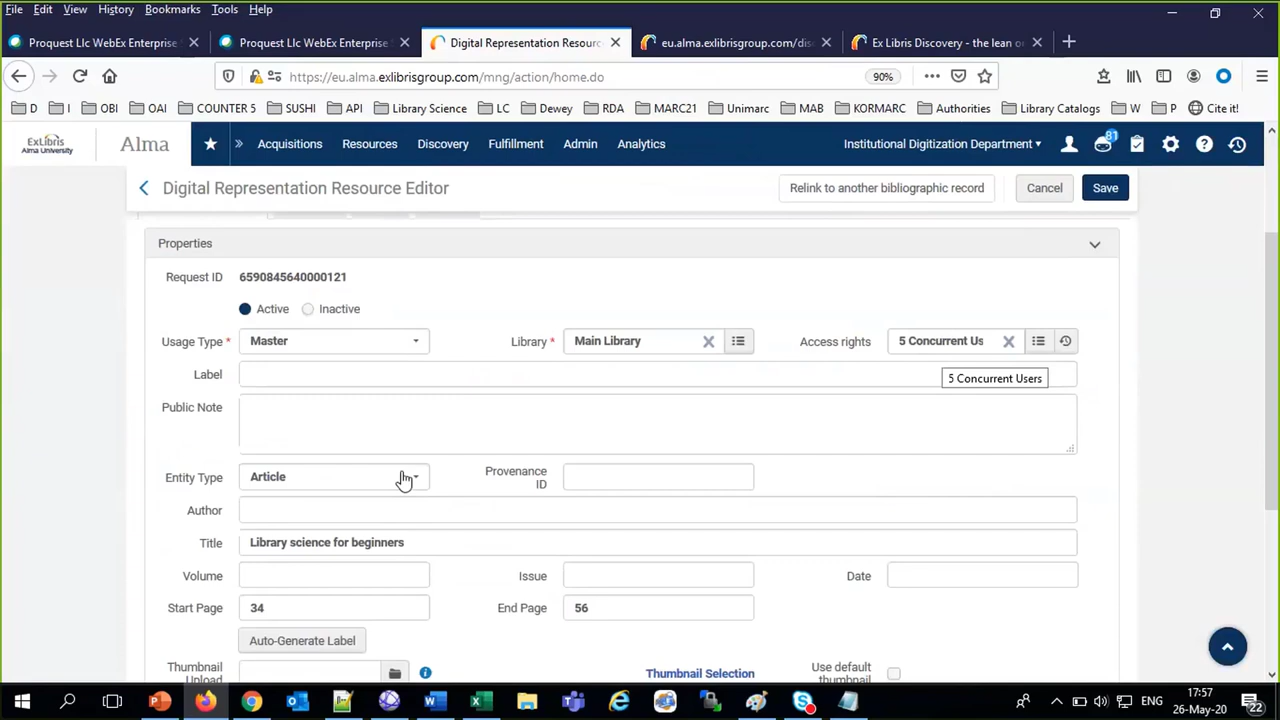 File Edit View History Bookmarks Tools Help
Proquest Llc WebEx Enterprise Proquest Llc WebEx Enterprise Digital Representation Resourc eu.alma.exlibrisgroup.com/dis Ex Libris Discovery - the lean o
https://eu.alma.exlibrisgroup.com/mng/action/home.do 90%
D I OBI OAI COUNTER 5 SUSHI API Library Science LC Dewey RDA MARC21 Unimarc MAB KORMARC Authorities Library Catalogs W P Cite it!
ExLibris
Alma University
Alma Acquisitions Resources Discovery Fulfillment Admin Analytics Institutional Digitization Department 81
Digital Representation Resource Editor Relink to another bibliographic record Cancel Save
Properties
Request ID 6590845640000121
Active Inactive
Usage Type * Master Library * Main Library Access rights 5 Concurrent Us
Label 5 Concurrent Users
Public Note
Entity Type Article Provenance ID
Author
Title Library science for beginners
Volume Issue Date
Start Page 34 End Page 56
Auto-Generate Label
Thumbnail Upload Thumbnail Selection Use default thumbnail
ENG 17:57
26-May-20 22